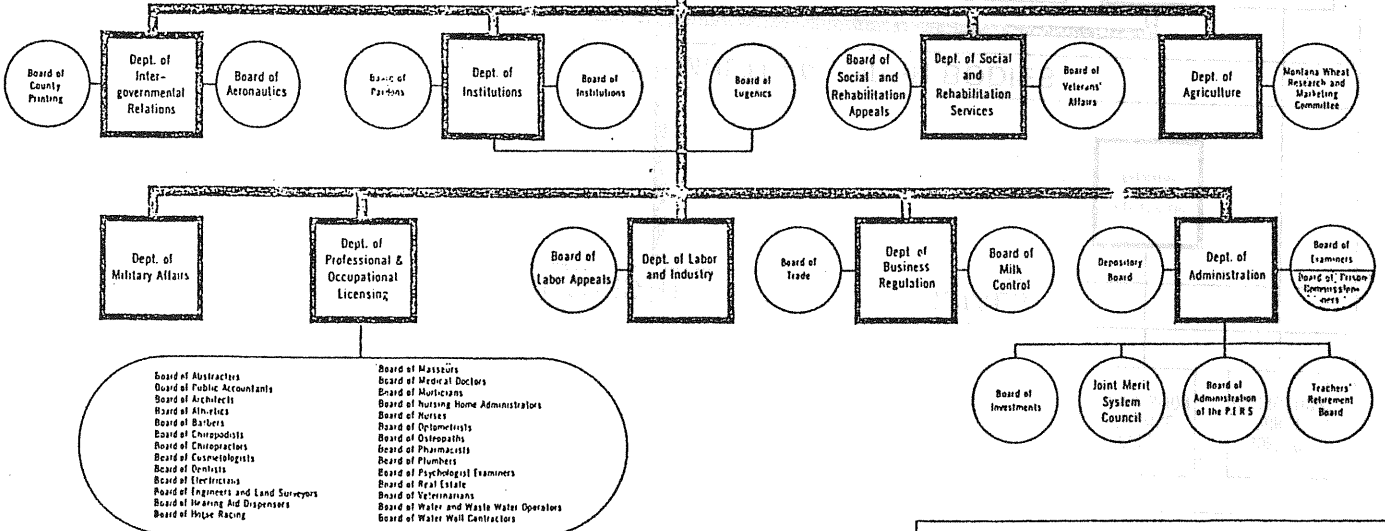 Board of
County
Printing
Dept. of
Inter-
governmental
Relations
Board of
Aeronautics
Board of
Pardons
Dept. of
Institutions
Board of
Institutions
Board of
Eugenics
Board of
Social and
Rehabilitation
Appeals
Dept. of Social
and
Rehabilitation
Services
Board of
Veterans'
Affairs
Dept. of
Agriculture
Montana Wheat
Research and
Marketing
Committee
Dept. of
Military Affairs
Dept. of
Professional &
Occupational
Licensing
Board of
Labor Appeals
Dept. of Labor
and Industry
Board of
Trade
Dept of
Business
Regulation
Board of
Milk
Control
Depository
Board
Dept. of
Administration
Board of
Examiners
Board of Prison
Commission-
ners
Board of Abstracters
Board of Public Accountants
Board of Architects
Board of Athletics
Board of Barbers
Board of Chiropodists
Board of Chiropractors
Board of Cosmetologists
Board of Dentists
Board of Electricians
Board of Engineers and Land Surveyors
Board of Hearing Aid Dispensors
Board of Horse Racing
Board of Masseurs
Board of Medical Doctors
Board of Morticians
Board of Nursing Home Administrators
Board of Nurses
Board of Optometrists
Board of Osteopaths
Board of Pharmacists
Board of Plumbers
Board of Psychologist Examiners
Board of Real Estate
Board of Veterinarians
Board of Water and Waste Water Operators
Board of Water Well Contractors
Board of
Investments
Joint Merit
System
Council
Board of
Administration
of the P.E.R.S
Teachers'
Retirement
Board